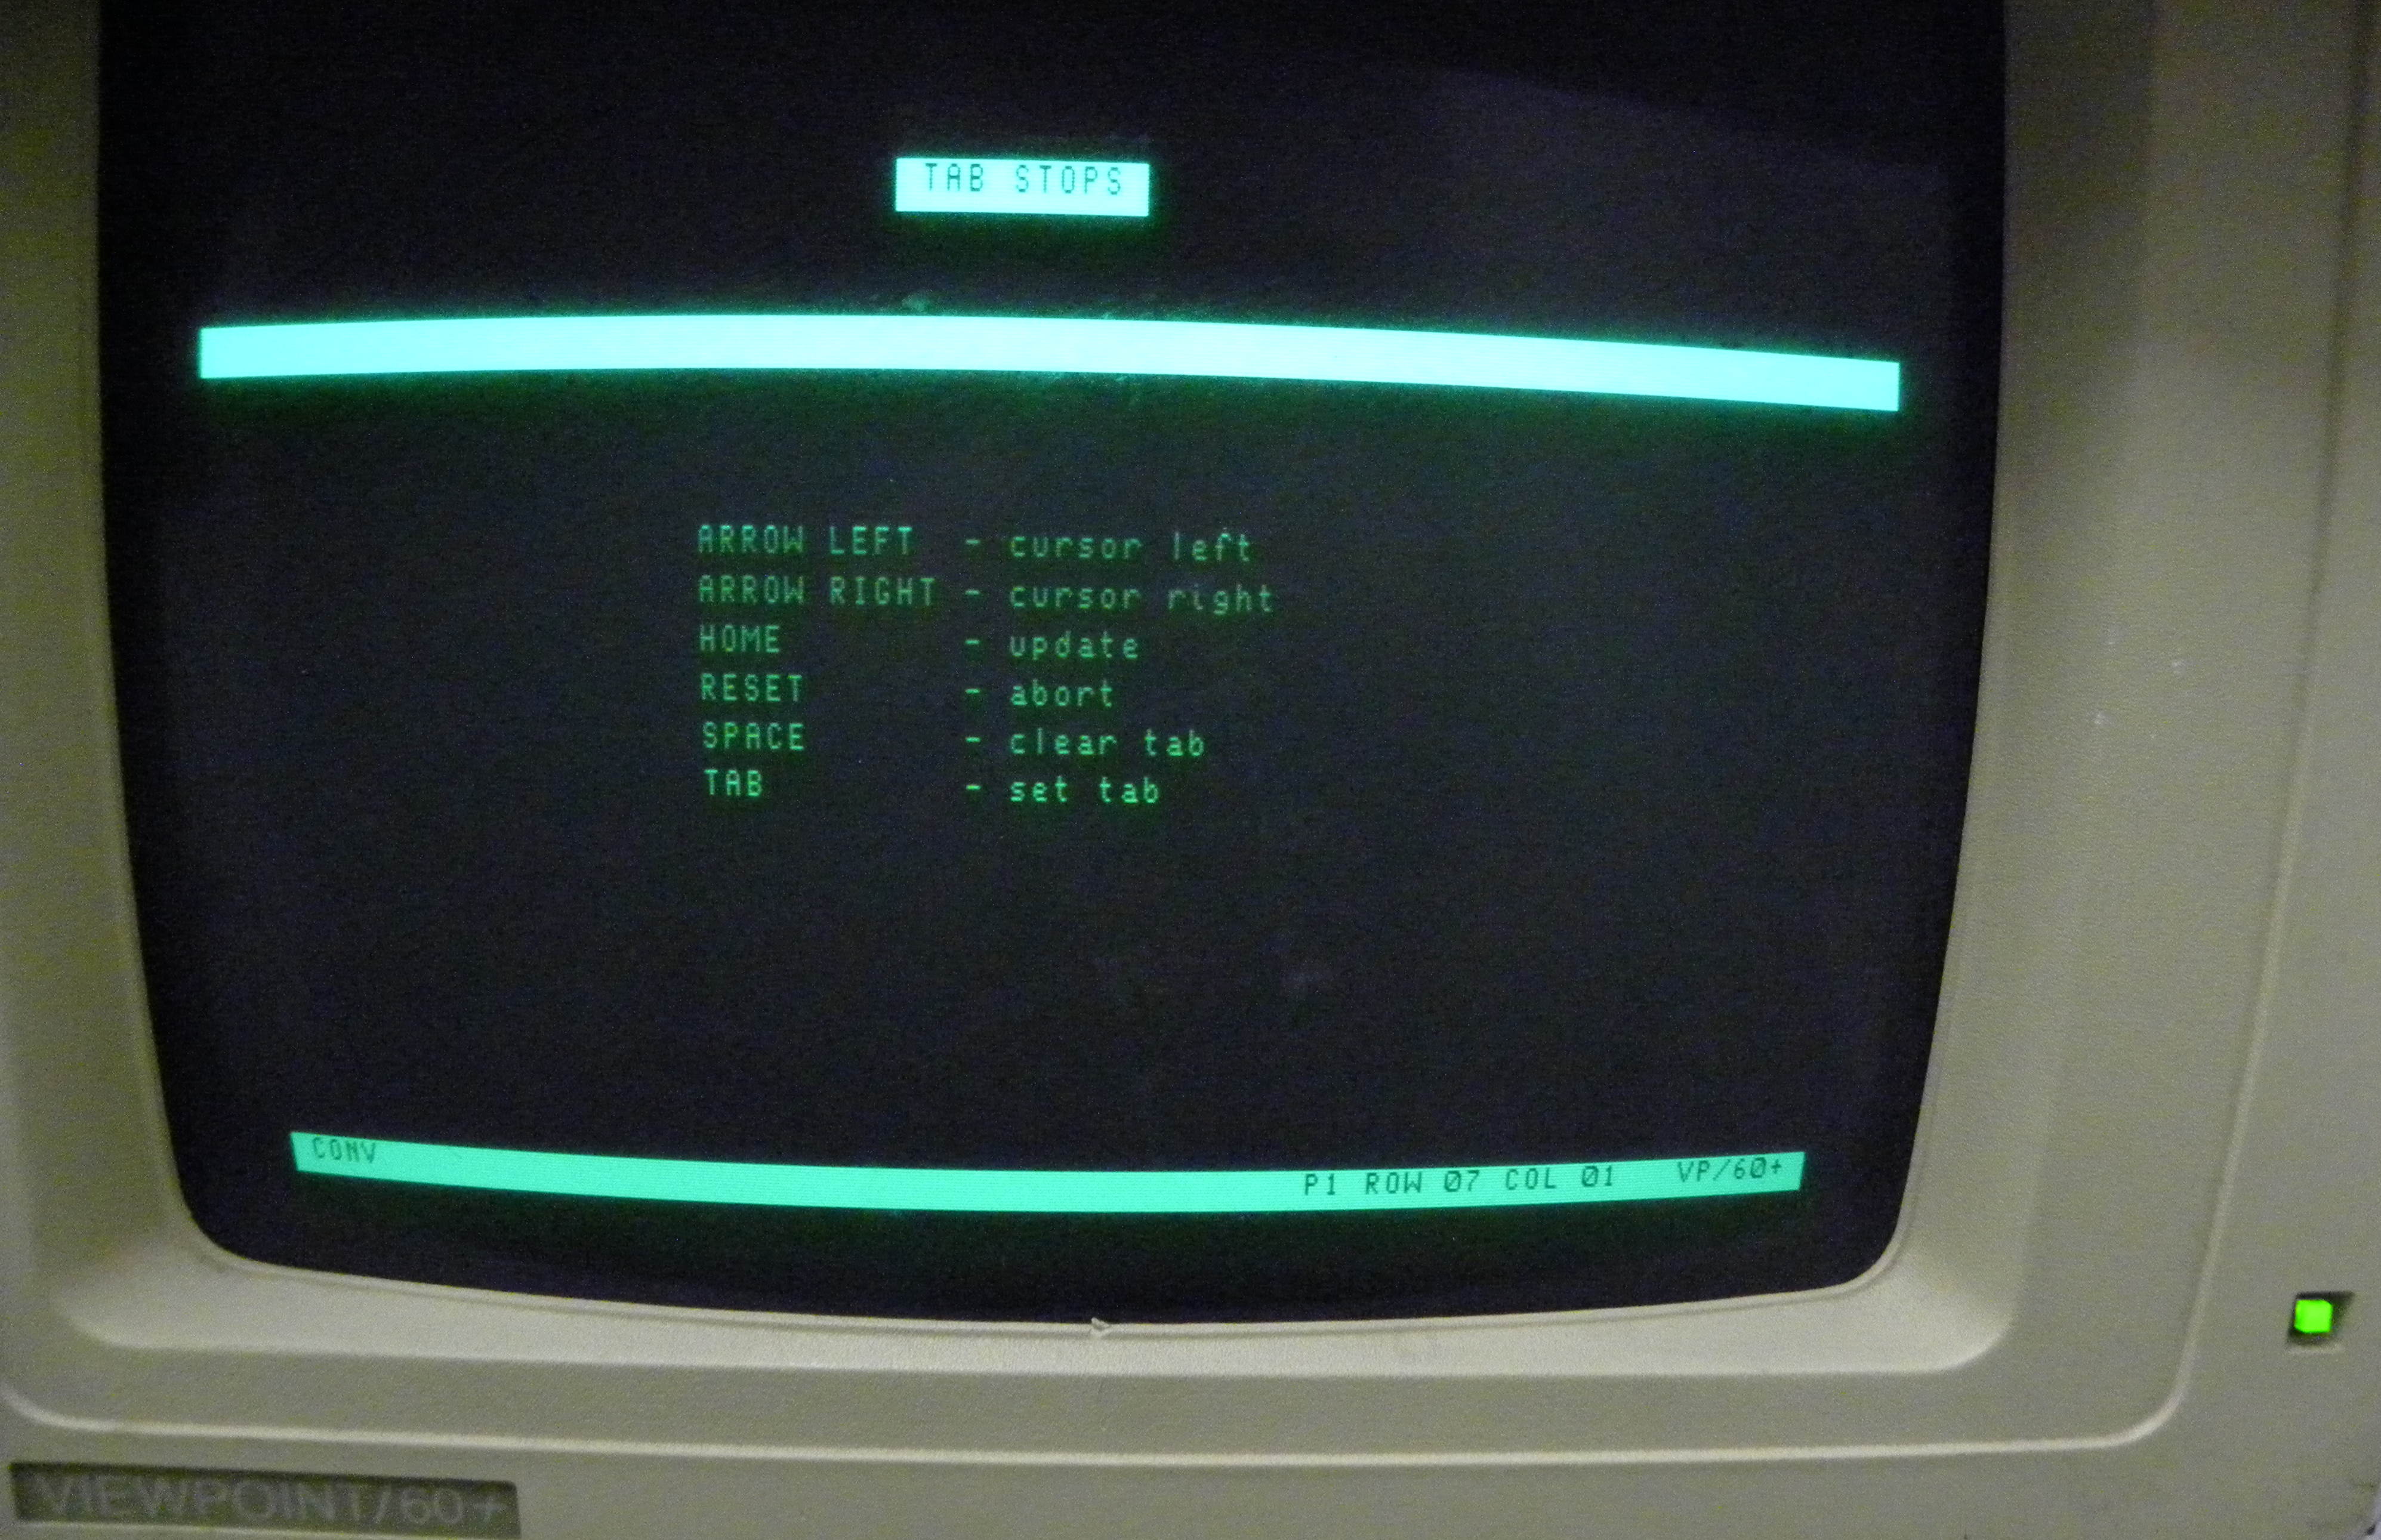 TAB STOPS
ARROW LEFT - cursor left
ARROW RIGHT - cursor right
HOME - update
RESET - abort
SPACE - clear tab
TAB - set tab
CONV P1 ROW 07 COL 01 VP/60+
VIEWPOINT/60+